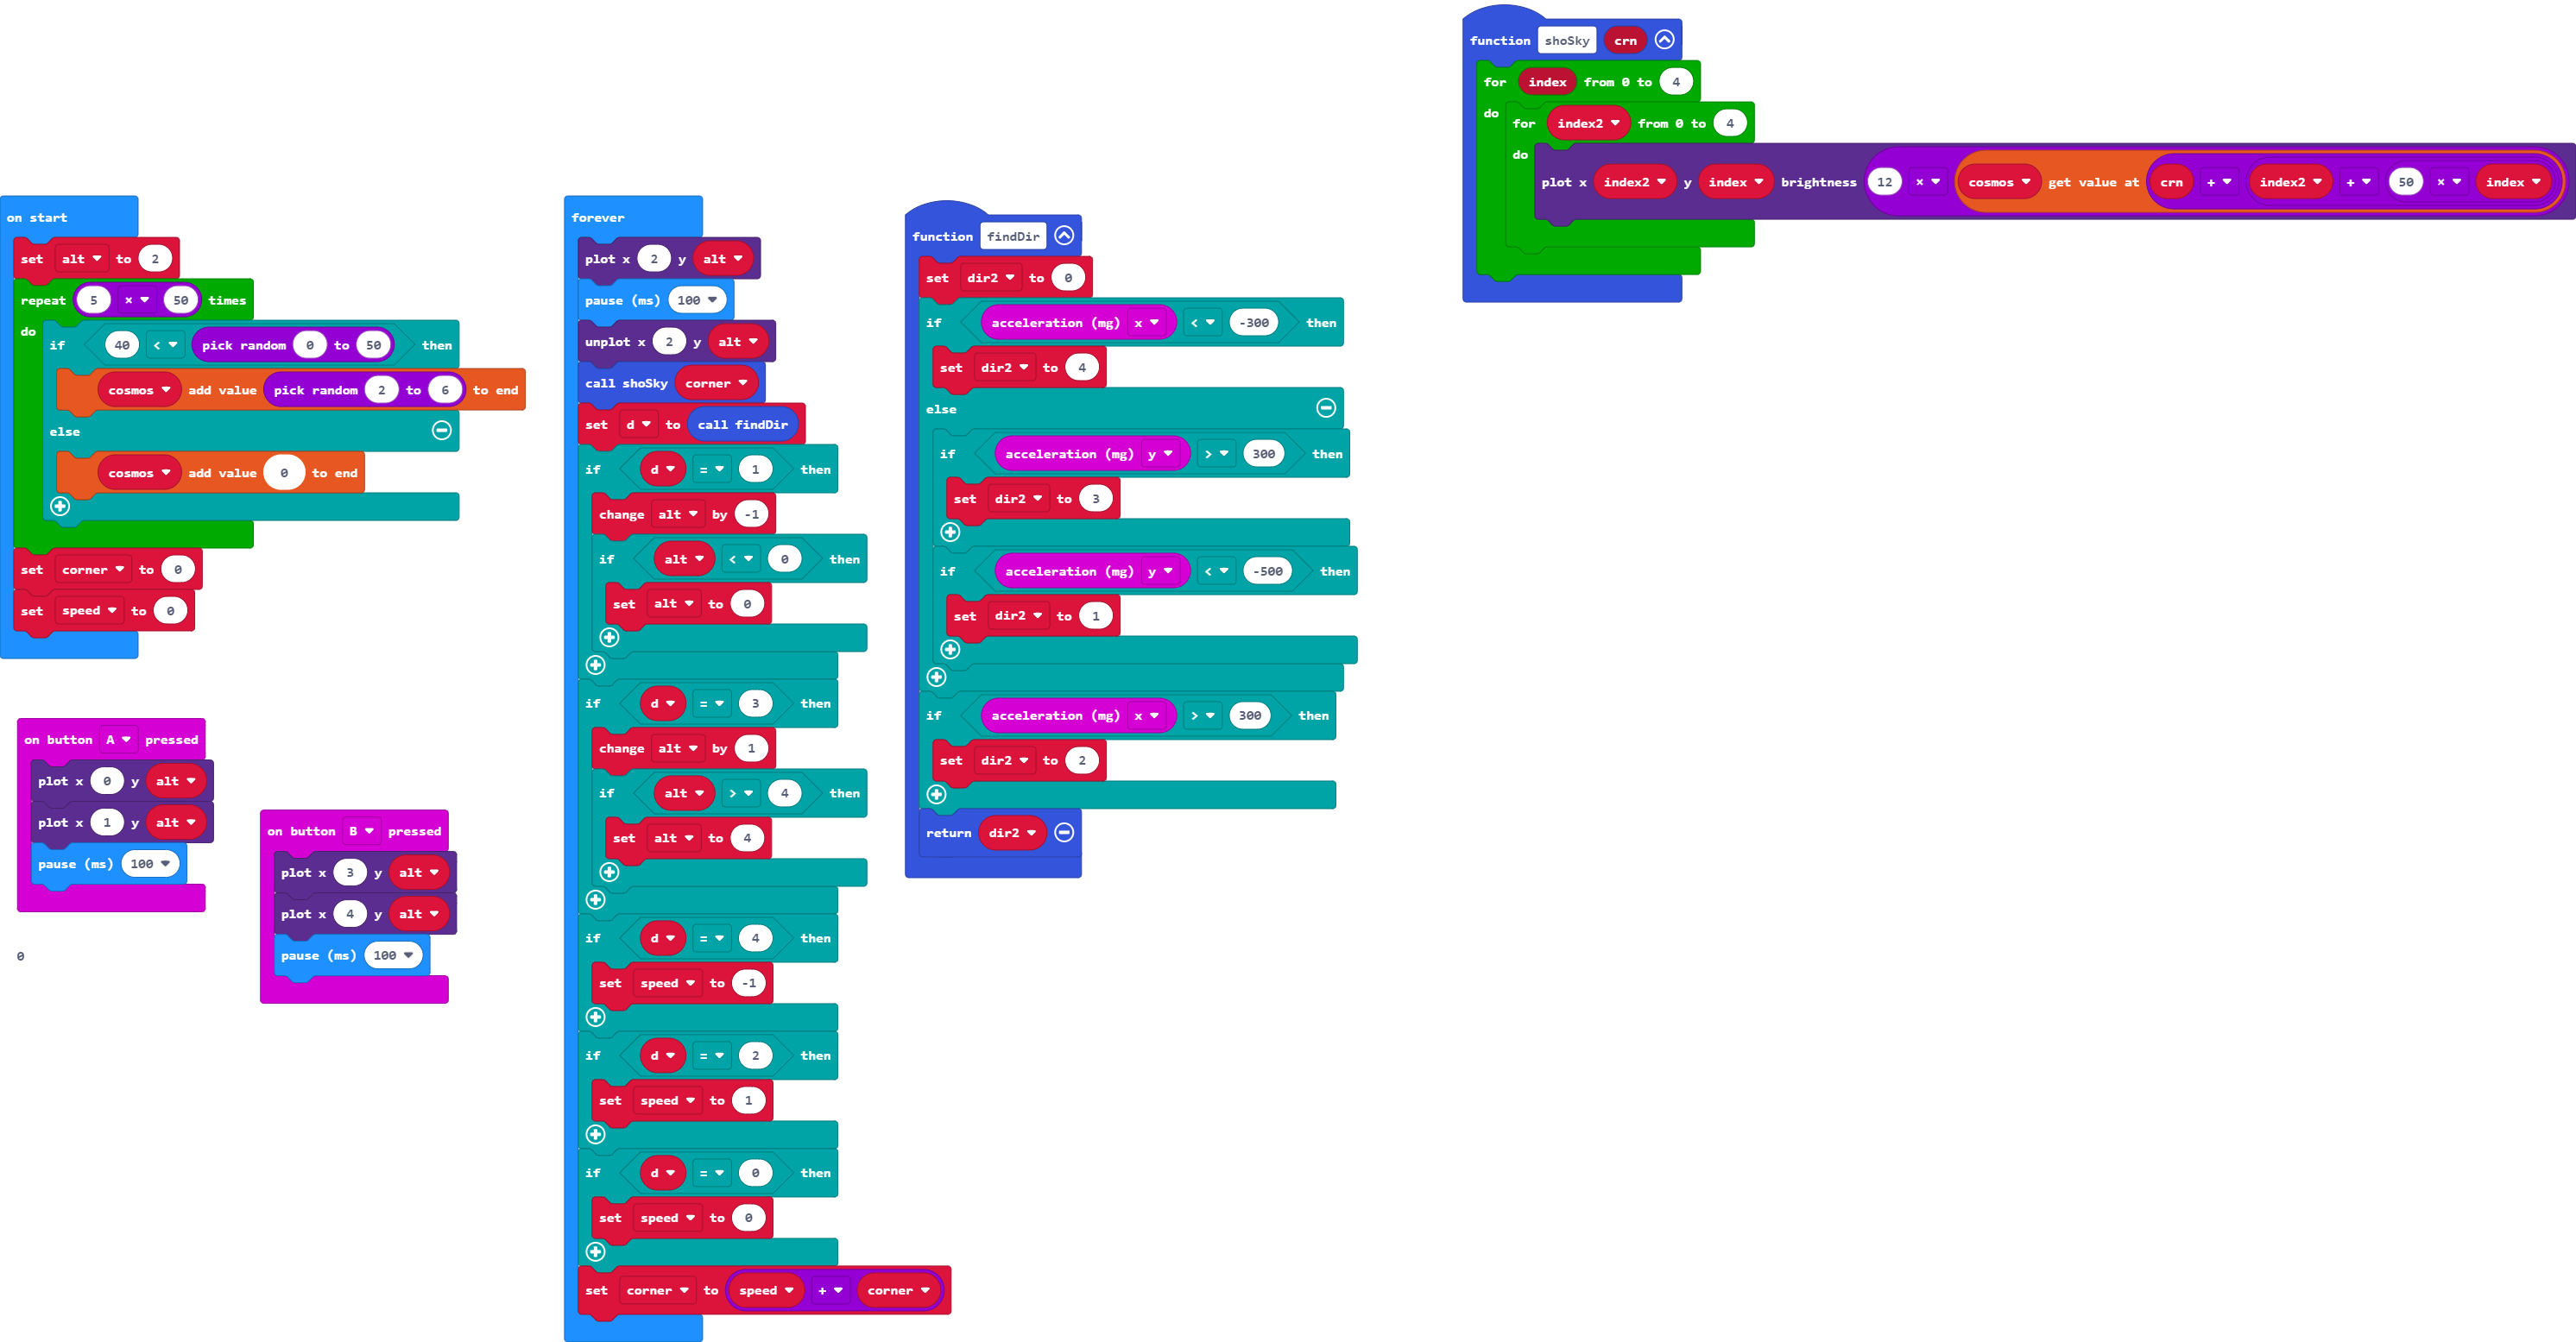 on start
set alt to 2
repeat 5 × 50 times
do
if 40 < pick random 0 to 50 then
cosmos add value pick random 2 to 6 to end
else
cosmos add value 0 to end
set corner to 0
set speed to 0
on button A pressed
plot x 0 y alt
plot x 1 y alt
pause (ms) 100
0
on button B pressed
plot x 3 y alt
plot x 4 y alt
pause (ms) 100
forever
plot x 2 y alt
pause (ms) 100
unplot x 2 y alt
call shoSky corner
set d to call findDir
if d = 1 then
change alt by -1
if alt < 0 then
set alt to 0
if d = 3 then
change alt by 1
if alt > 4 then
set alt to 4
if d = 4 then
set speed to -1
if d = 2 then
set speed to 1
if d = 0 then
set speed to 0
set corner to speed + corner
function findDir
set dir2 to 0
if acceleration (mg) x < -300 then
set dir2 to 4
else
if acceleration (mg) y > 300 then
set dir2 to 3
if acceleration (mg) y < -500 then
set dir2 to 1
if acceleration (mg) x > 300 then
set dir2 to 2
return dir2
function shoSky crn
for index from 0 to 4
do
for index2 from 0 to 4
do
plot x index2 y index brightness 12 × cosmos get value at crn + index2 + 50 × index